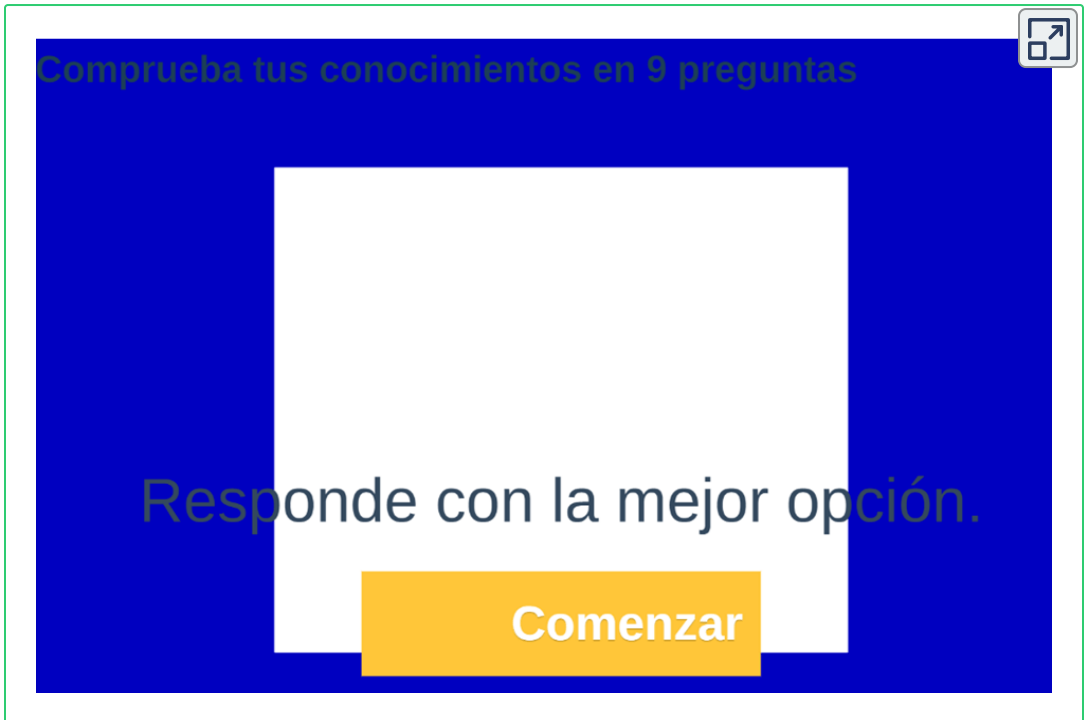 Comprueba tus conocimientos en 9 preguntas
Responde con la mejor opción.
Comenzar